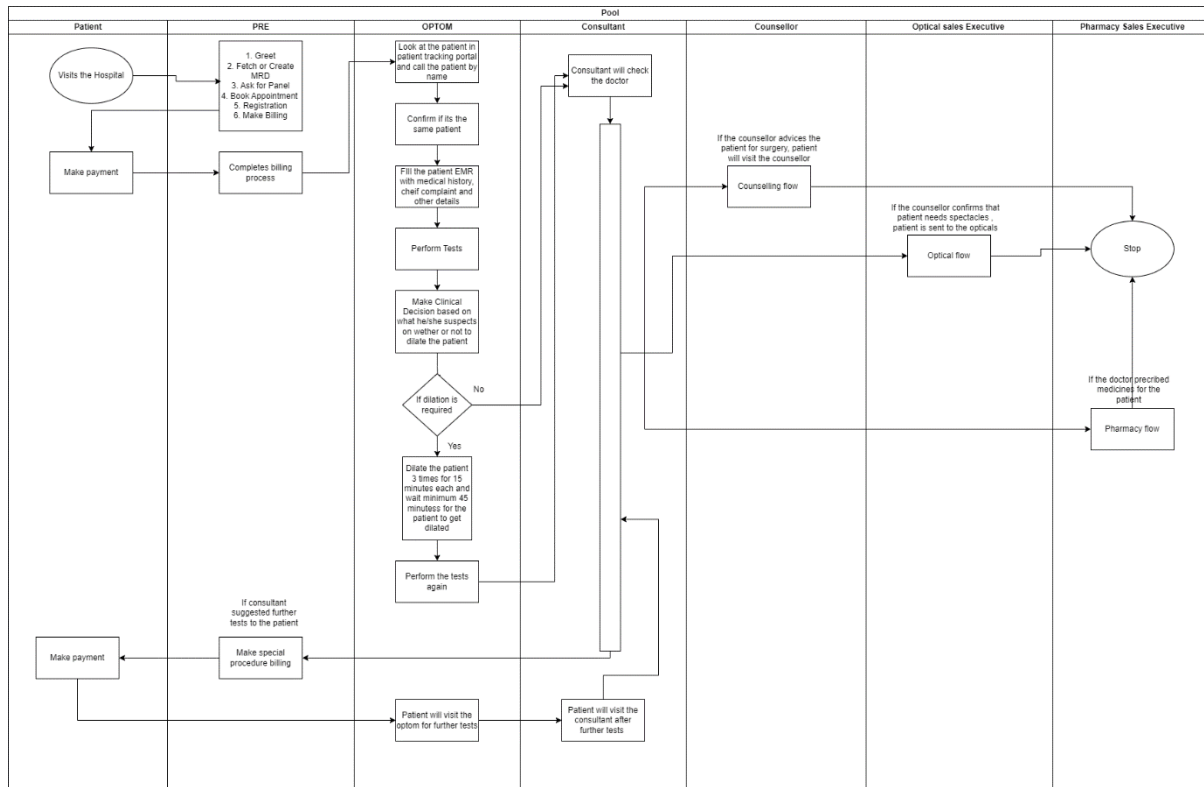 Pool
Patient
PRE
OPTOM
Consultant
Counsellor
Optical sales Executive
Pharmacy Sales Executive
Visits the Hospital
1. Greet
2. Fetch or Create
MRD
3. Ask for Panel
4. Book Appointment
5. Registration
6. Make Billing
Look at the patient in
patient tracking portal
and call the patient by
name
Consultant will check
the doctor
Confirm if its the
same patient
Make payment
Completes billing
process
FIll the patient EMR
with medical history,
cheif complaint and
other details
If the counsellor advices the
patient for surgery, patient
will visit the counsellor
Counselling flow
If the counsellor confirms that
patient needs spectacles ,
patient is sent to the opticals
Perform Tests
Optical flow
Stop
Make Clinical
Decision based on
what he/she suspects
on wether or not to
dilate the patient
No
If dilation is
required
If the doctor precribed
medicines for the
patient
Pharmacy flow
Yes
Dilate the patient
3 times for 15
minutes each and
wait minimum 45
minutess for the
patient to get
dilated
Perform the tests
again
If consultant
suggested further
tests to the patient
Make payment
Make special
procedure billing
Patient will visit the
optom for further tests
Patient will visit the
consultant after
further tests